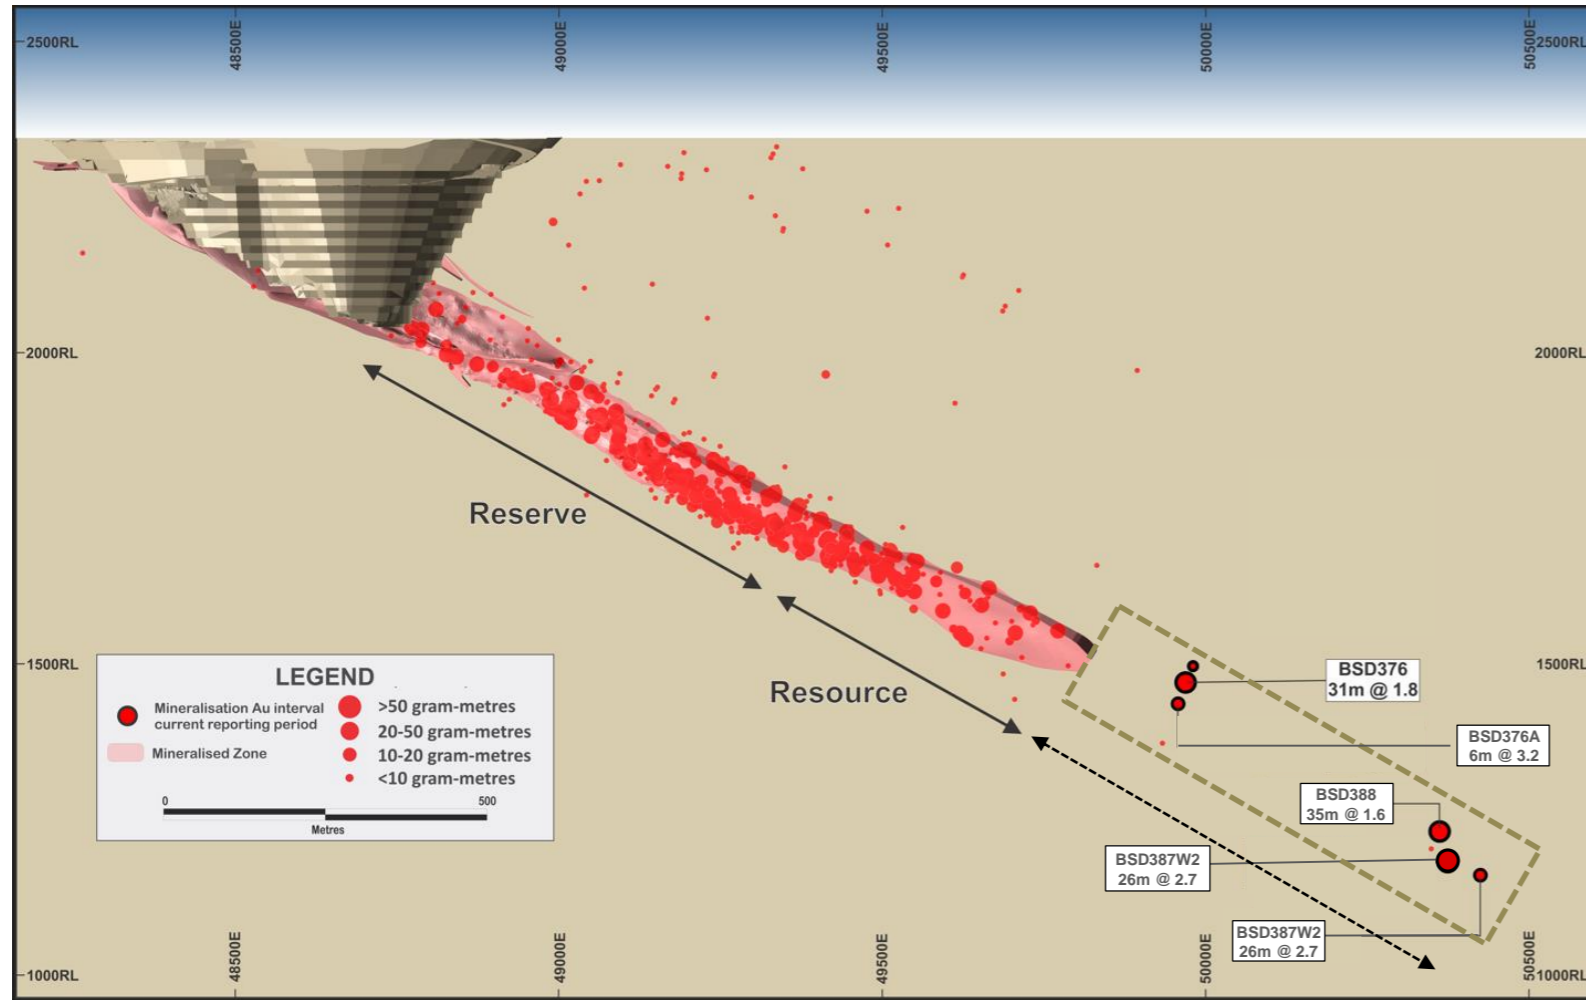 48500E
49000E
49500E
50000E
50500E
2500RL
2500RL
2000RL
2000RL
Reserve
1500RL
1500RL
Resource
BSD376
31m @ 1.8
BSD376A
6m @ 3.2
BSD388
35m @ 1.6
BSD387W2
26m @ 2.7
BSD387W2
26m @ 2.7
LEGEND
Mineralisation Au interval
current reporting period
Mineralised Zone
>50 gram-metres
20-50 gram-metres
10-20 gram-metres
<10 gram-metres
0
500
Metres
1000RL
1000RL
48500E
49000E
49500E
50000E
50500E